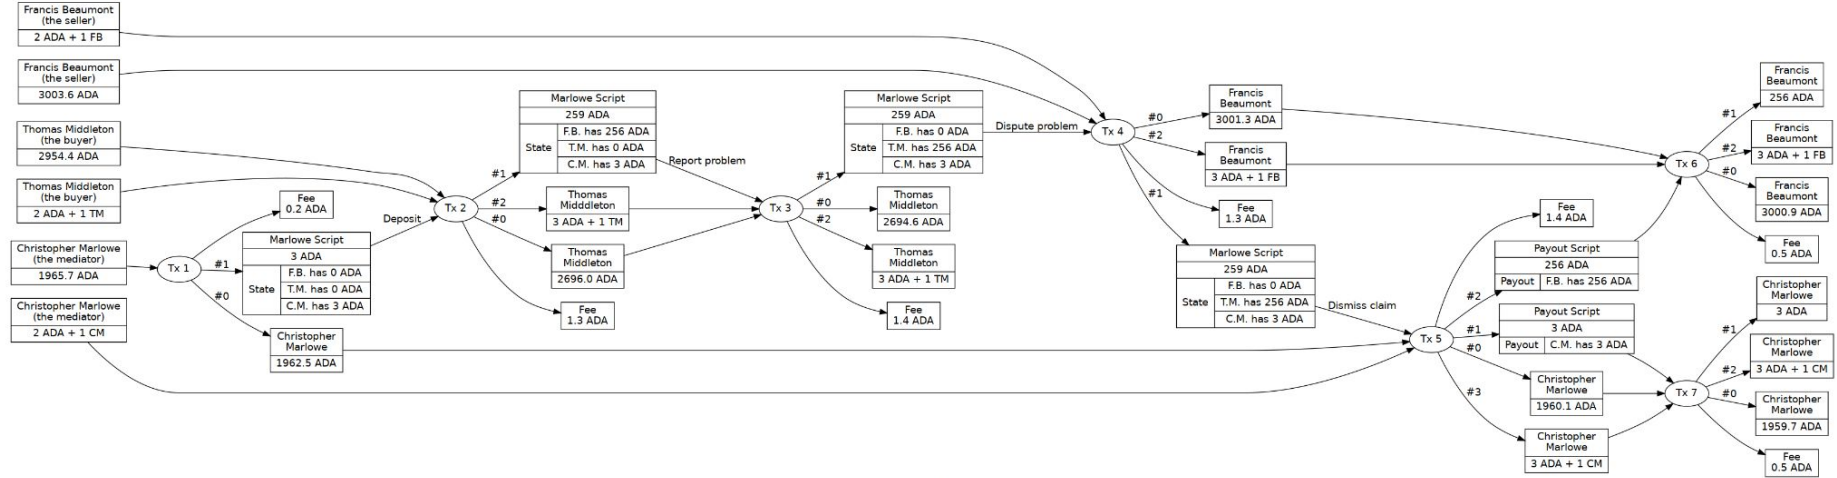 Francis Beaumont
(the seller)
2 ADA + 1 FB
Francis Beaumont
(the seller)
3003.6 ADA
Thomas Middleton
(the buyer)
2954.4 ADA
Thomas Middleton
(the buyer)
2 ADA + 1 TM
Christopher Marlowe
(the mediator)
1965.7 ADA
Christopher Marlowe
(the mediator)
2 ADA + 1 CM
Tx 1
#1
#0
Fee
0.2 ADA
Marlowe Script
3 ADA
State
F.B. has 0 ADA
T.M. has 0 ADA
C.M. has 3 ADA
Christopher
Marlowe
1962.5 ADA
Deposit
Tx 2
#1
#2
#0
Marlowe Script
259 ADA
State
F.B. has 256 ADA
T.M. has 0 ADA
C.M. has 3 ADA
Thomas
Midddleton
3 ADA + 1 TM
Thomas
Middleton
2696.0 ADA
Fee
1.3 ADA
Report problem
Tx 3
#1
#0
#2
Marlowe Script
259 ADA
State
F.B. has 0 ADA
T.M. has 256 ADA
C.M. has 3 ADA
Thomas
Middleton
2694.6 ADA
Thomas
Middleton
3 ADA + 1 TM
Fee
1.4 ADA
Dispute problem
Tx 4
#0
#2
#1
Francis
Beaumont
3001.3 ADA
Francis
Beaumont
3 ADA + 1 FB
Fee
1.3 ADA
Marlowe Script
259 ADA
State
F.B. has 0 ADA
T.M. has 256 ADA
C.M. has 3 ADA
Dismiss claim
Tx 5
#2
#1
#0
#3
Fee
1.4 ADA
Payout Script
256 ADA
Payout
F.B. has 256 ADA
Payout Script
3 ADA
Payout
C.M. has 3 ADA
Christopher
Marlowe
1960.1 ADA
Christopher
Marlowe
3 ADA + 1 CM
Tx 6
#1
#2
#0
Francis
Beaumont
256 ADA
Francis
Beaumont
3 ADA + 1 FB
Francis
Beaumont
3000.9 ADA
Fee
0.5 ADA
Tx 7
#1
#2
#0
Christopher
Marlowe
3 ADA
Christopher
Marlowe
3 ADA + 1 CM
Christopher
Marlowe
1959.7 ADA
Fee
0.5 ADA